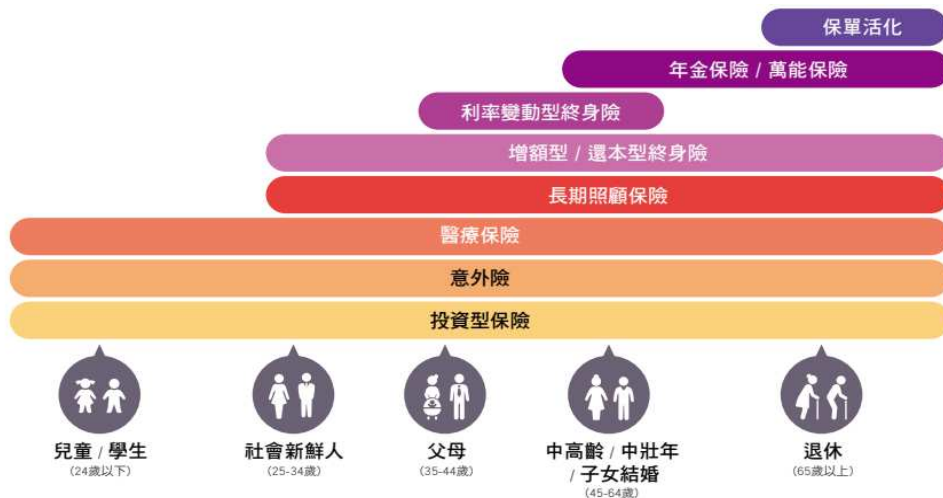 保單活化
年金保險 / 萬能保險
利率變動型終身險
增額型 / 還本型終身險
長期照顧保險
醫療保險
意外險
投資型保險
兒童 / 學生
(24歲以下)
社會新鮮人
(25-34歲)
父母
(35-44歲)
中高齡 / 中壯年
/ 子女結婚
(45-64歲)
退休
(65歲以上)